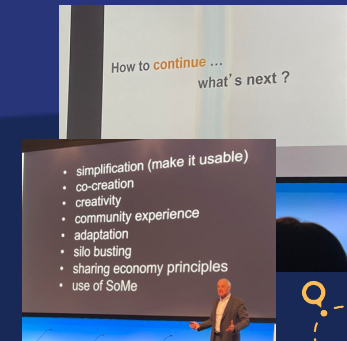 How to continue ...
what's next ?
• simplification (make it usable)
• co-creation
• creativity
• community experience
• adaptation
• silo busting
• sharing economy principles
• use of SoMe